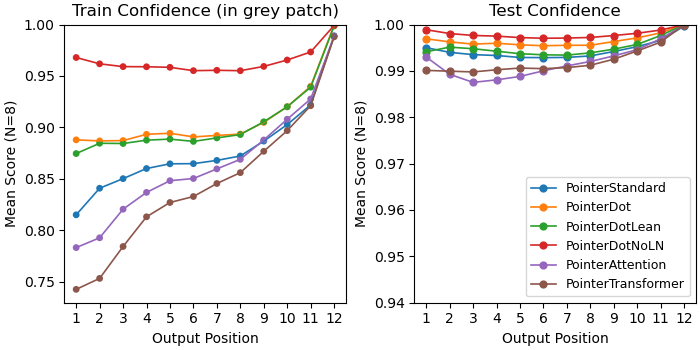 Train Confidence (in grey patch)
Mean Score (N=8)
1.00
0.95
0.90
0.85
0.80
0.75
1 2 3 4 5 6 7 8 9 10 11 12
Output Position
Test Confidence
Mean Score (N=8)
1.00
0.99
0.98
0.97
0.96
0.95
0.94
PointerStandard
PointerDot
PointerDotLean
PointerDotNoLN
PointerAttention
PointerTransformer
1 2 3 4 5 6 7 8 9 10 11 12
Output Position